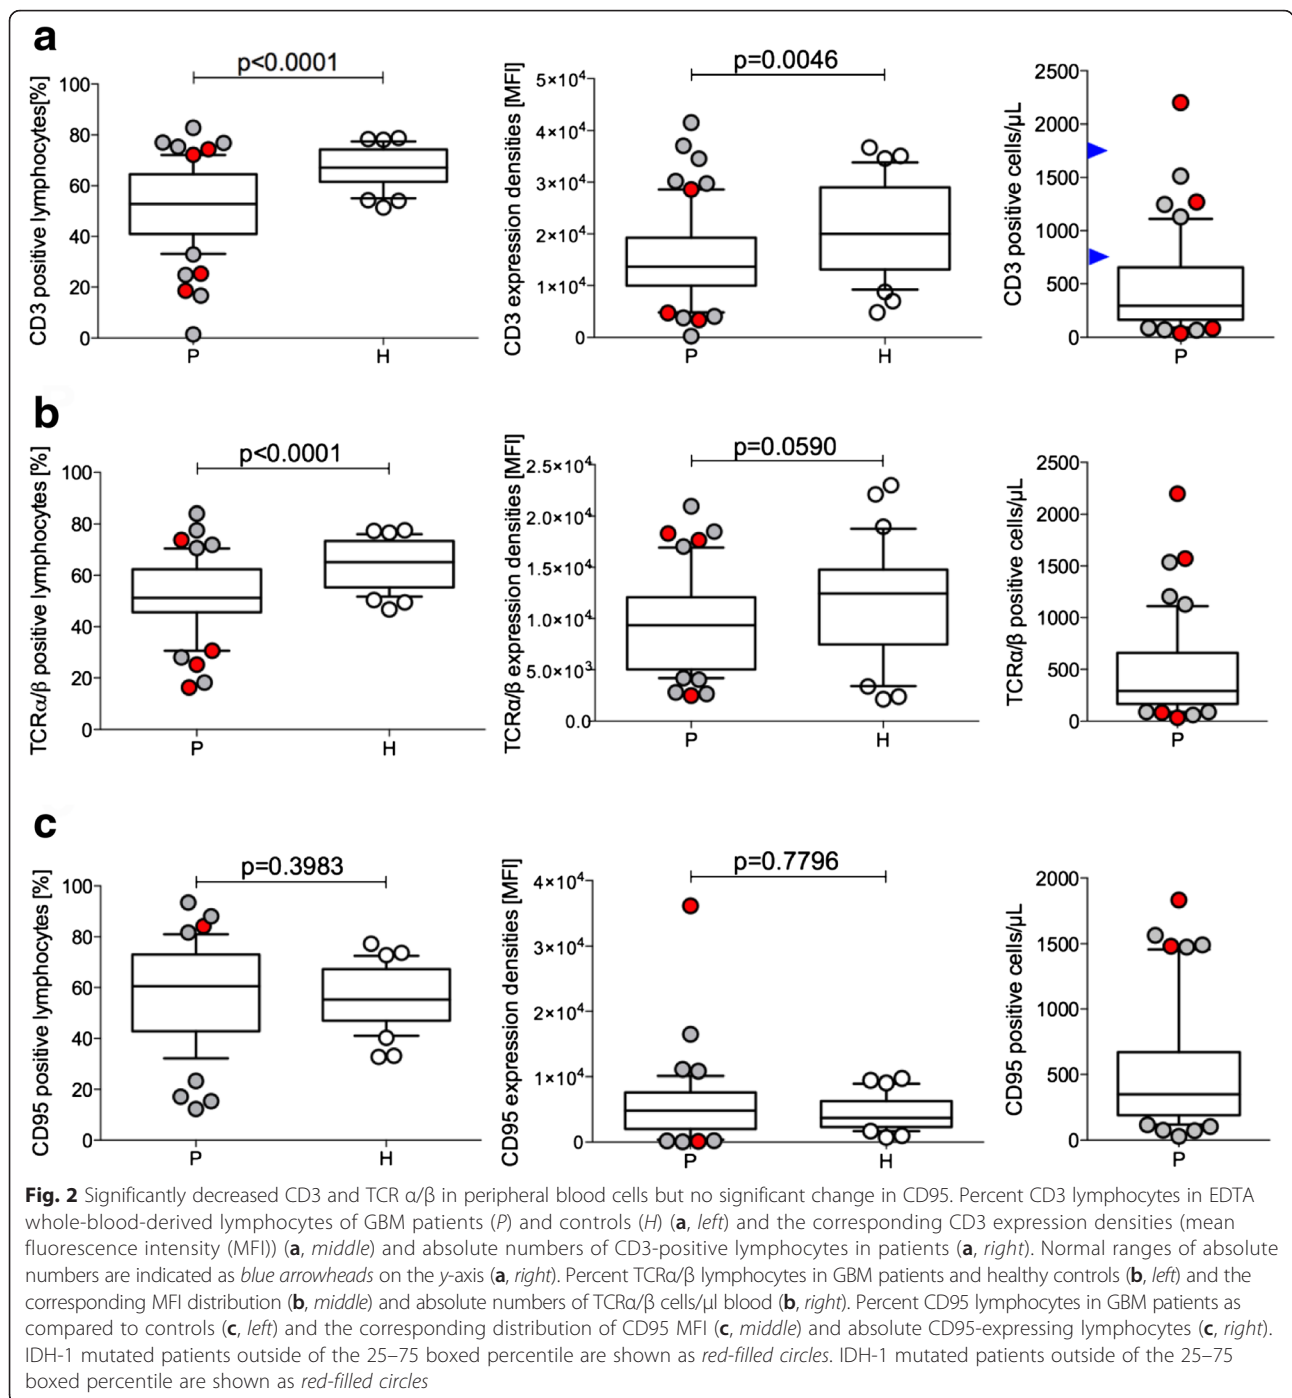 a
p<0.0001
CD3 positive lymphocytes[%]
100
80
60
40
20
0
P
H
p=0.0046
CD3 expression densities [MFI]
5×10⁴
4×10⁴
3×10⁴
2×10⁴
1×10⁴
0
P
H
CD3 positive cells/µL
2500
2000
1500
1000
500
0
P
b
p<0.0001
TCRα/β positive lymphocytes [%]
100
80
60
40
20
0
P
H
p=0.0590
TCRα/β expression densities [MFI]
2.5×10⁴
2.0×10⁴
1.5×10⁴
1.0×10⁴
5.0×10³
0.0
P
H
TCRα/β positive cells/µL
2500
2000
1500
1000
500
0
P
c
p=0.3983
CD95 positive lymphocytes [%]
100
80
60
40
20
0
P
H
p=0.7796
CD95 expression densities [MFI]
4×10⁴
3×10⁴
2×10⁴
1×10⁴
0
P
H
CD95 positive cells/µL
2000
1500
1000
500
0
P
Fig. 2 Significantly decreased CD3 and TCR α/β in peripheral blood cells but no significant change in CD95. Percent CD3 lymphocytes in EDTA
whole-blood-derived lymphocytes of GBM patients (P) and controls (H) (a, left) and the corresponding CD3 expression densities (mean
fluorescence intensity (MFI)) (a, middle) and absolute numbers of CD3-positive lymphocytes in patients (a, right). Normal ranges of absolute
numbers are indicated as blue arrowheads on the y-axis (a, right). Percent TCRα/β lymphocytes in GBM patients and healthy controls (b, left) and the
corresponding MFI distribution (b, middle) and absolute numbers of TCRα/β cells/µl blood (b, right). Percent CD95 lymphocytes in GBM patients as
compared to controls (c, left) and the corresponding distribution of CD95 MFI (c, middle) and absolute CD95-expressing lymphocytes (c, right).
IDH-1 mutated patients outside of the 25–75 boxed percentile are shown as red-filled circles. IDH-1 mutated patients outside of the 25–75
boxed percentile are shown as red-filled circles